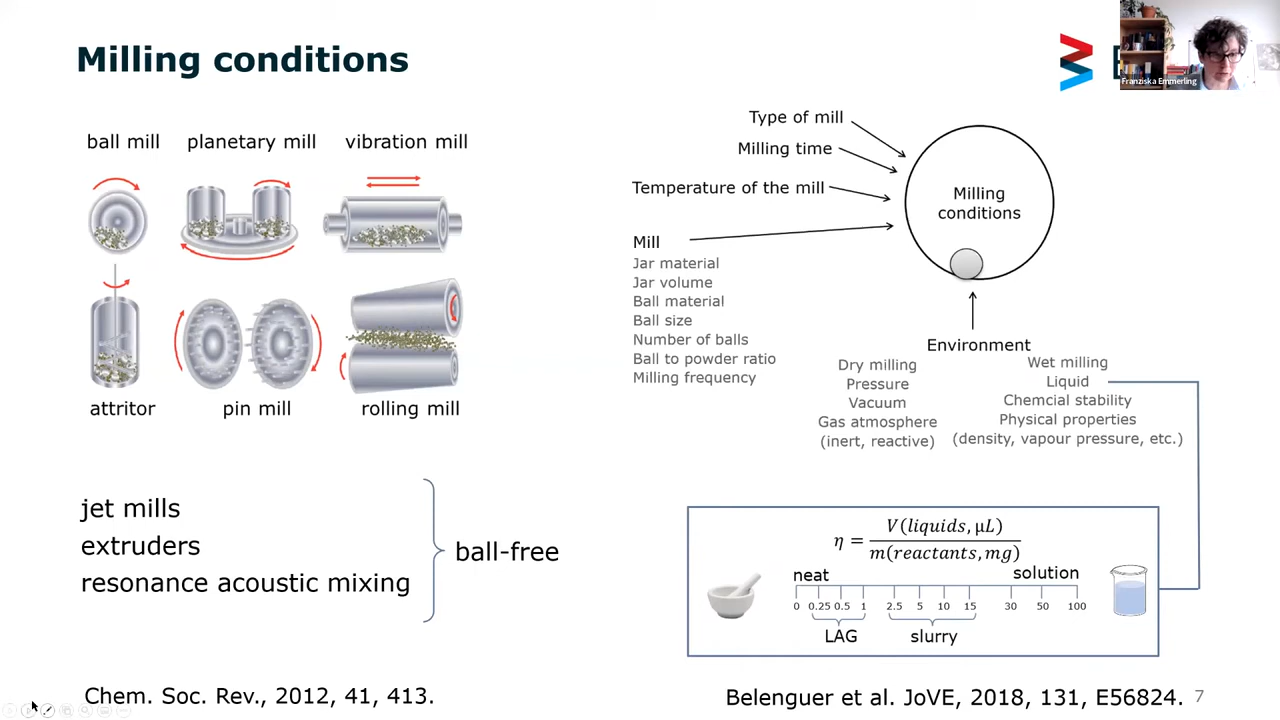 Milling conditions
Franziska Emmerling
ball mill
planetary mill
vibration mill
attritor
pin mill
rolling mill
jet mills
extruders
resonance acoustic mixing
ball-free
Chem. Soc. Rev., 2012, 41, 413.
Type of mill
Milling time
Temperature of the mill
Mill
Jar material
Jar volume
Ball material
Ball size
Number of balls
Ball to powder ratio
Milling frequency
Milling
conditions
Environment
Dry milling
Pressure
Vacuum
Gas atmosphere
(inert, reactive)
Wet milling
Liquid
Chemcial stability
Physical properties
(density, vapour pressure, etc.)
η = V(liquids, μL) / m(reactants, mg)
neat
solution
0 0.25 0.5 1 2.5 5 10 15 30 50 100
LAG
slurry
Belenguer et al. JoVE, 2018, 131, E56824.
7